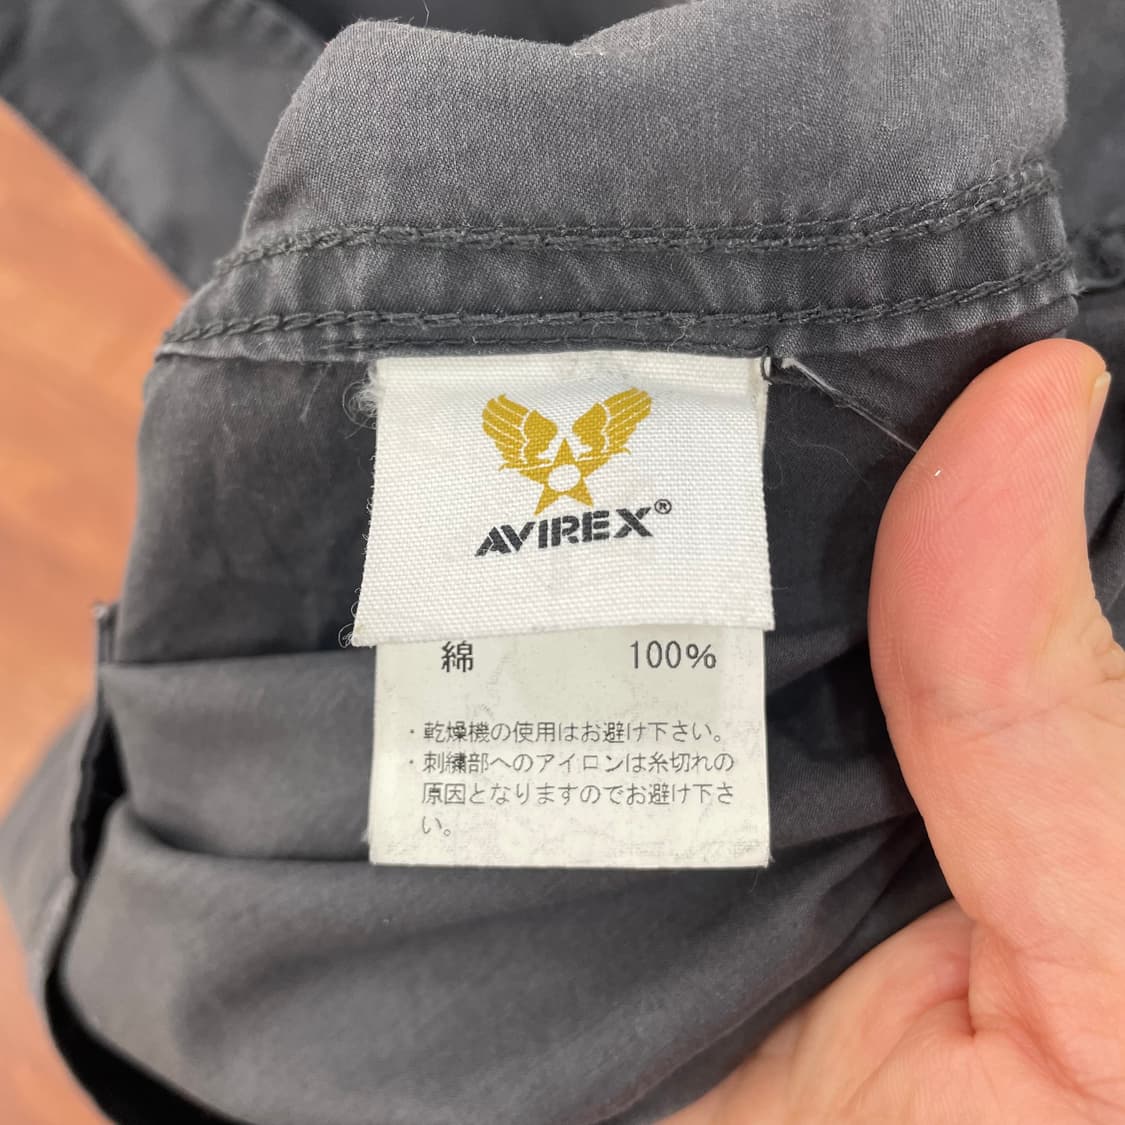 AVIREX®
綿 100%
・乾燥機の使用はお避け下さい。
・刺繍部へのアイロンは糸切れの
原因となりますのでお避け下さ
い。